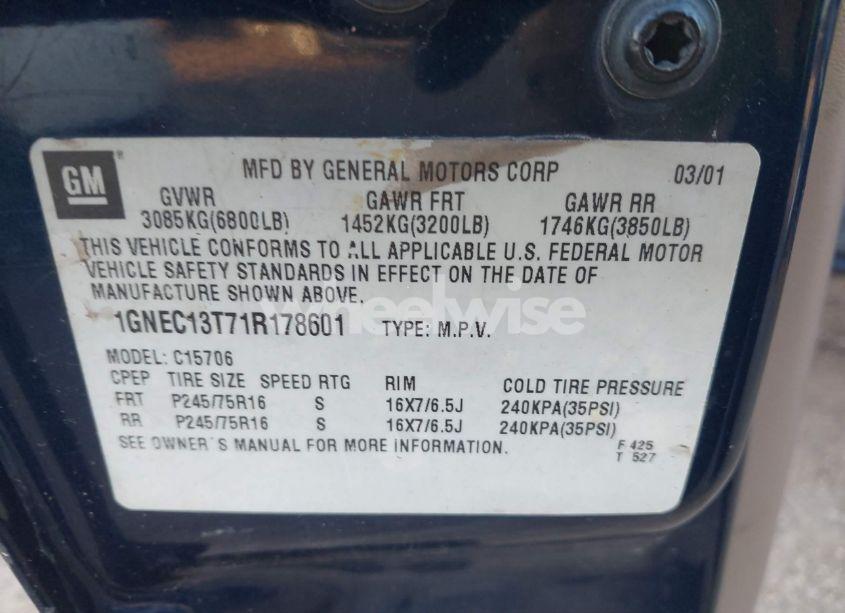 GM
MFD BY GENERAL MOTORS CORP 03/01
GVWR GAWR FRT GAWR RR
3085KG(6800LB) 1452KG(3200LB) 1746KG(3850LB)
THIS VEHICLE CONFORMS TO ALL APPLICABLE U.S. FEDERAL MOTOR
VEHICLE SAFETY STANDARDS IN EFFECT ON THE DATE OF
MANUFACTURE SHOWN ABOVE.
wheelwise
1GNEC13T71R178601 TYPE: M.P.V.
MODEL: C15706
CPEP TIRE SIZE SPEED RTG RIM COLD TIRE PRESSURE
FRT P245/75R16 S 16X7/6.5J 240KPA(35PSI)
RR P245/75R16 S 16X7/6.5J 240KPA(35PSI)
SEE OWNER'S MANUAL FOR MORE INFORMATION.
F 425
T 527